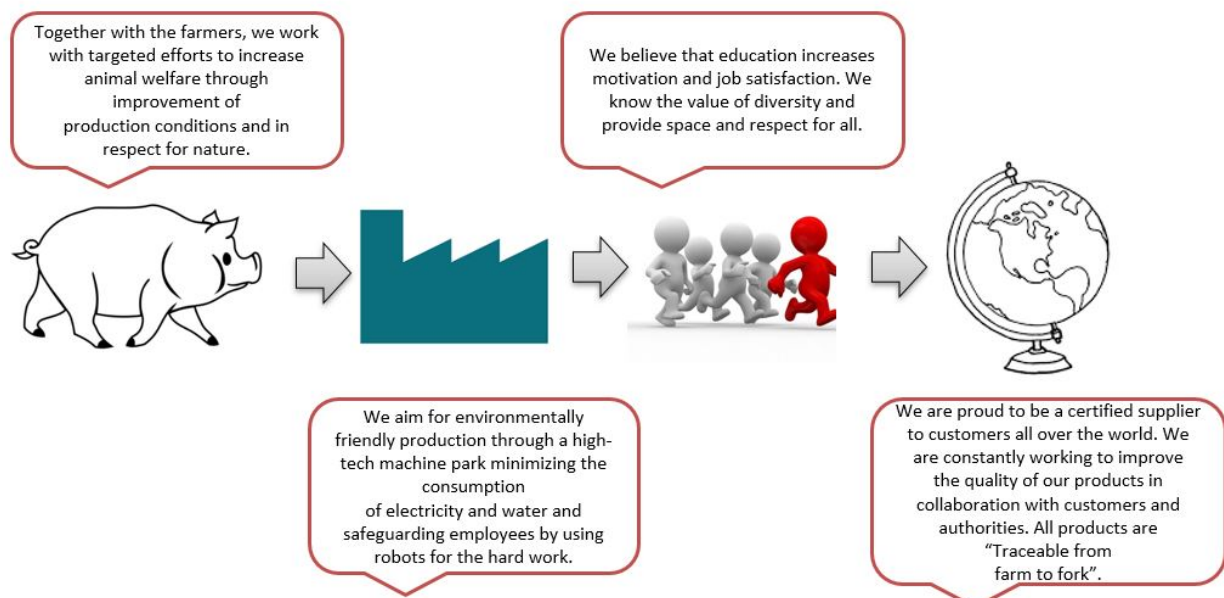 Together with the farmers, we work
with targeted efforts to increase
animal welfare through
improvement of
production conditions and in
respect for nature.
We aim for environmentally
friendly production through a high-
tech machine park minimizing the
consumption
of electricity and water and
safeguarding employees by using
robots for the hard work.
We believe that education increases
motivation and job satisfaction. We
know the value of diversity and
provide space and respect for all.
We are proud to be a certified supplier
to customers all over the world. We
are constantly working to improve
the quality of our products in
collaboration with customers and
authorities. All products are
“Traceable from
farm to fork”.